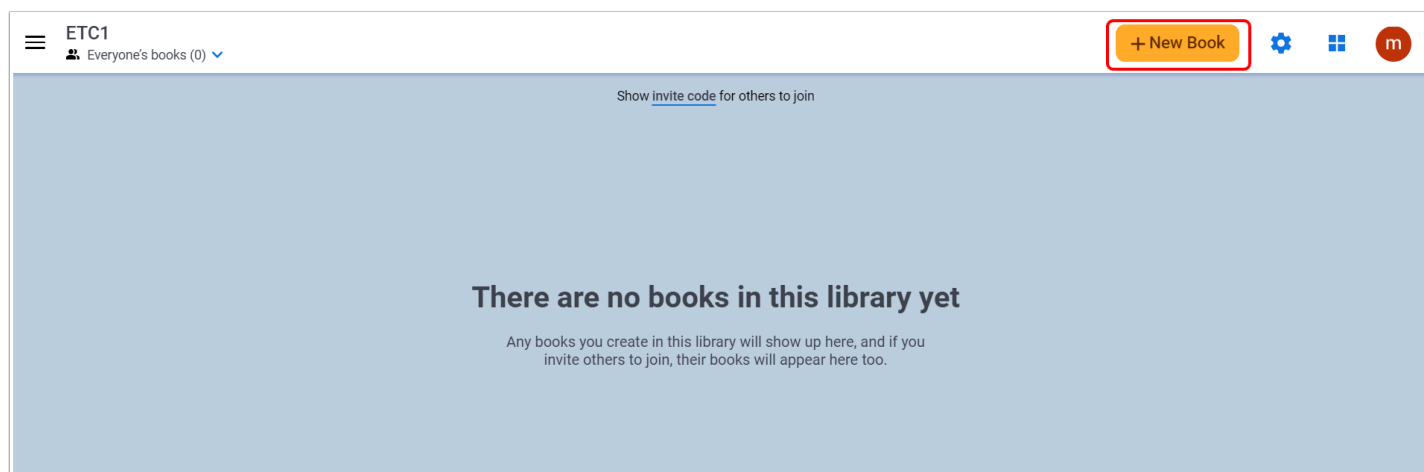 ETC1
Everyone’s books (0)
+ New Book
m
Show invite code for others to join
There are no books in this library yet
Any books you create in this library will show up here, and if you
invite others to join, their books will appear here too.